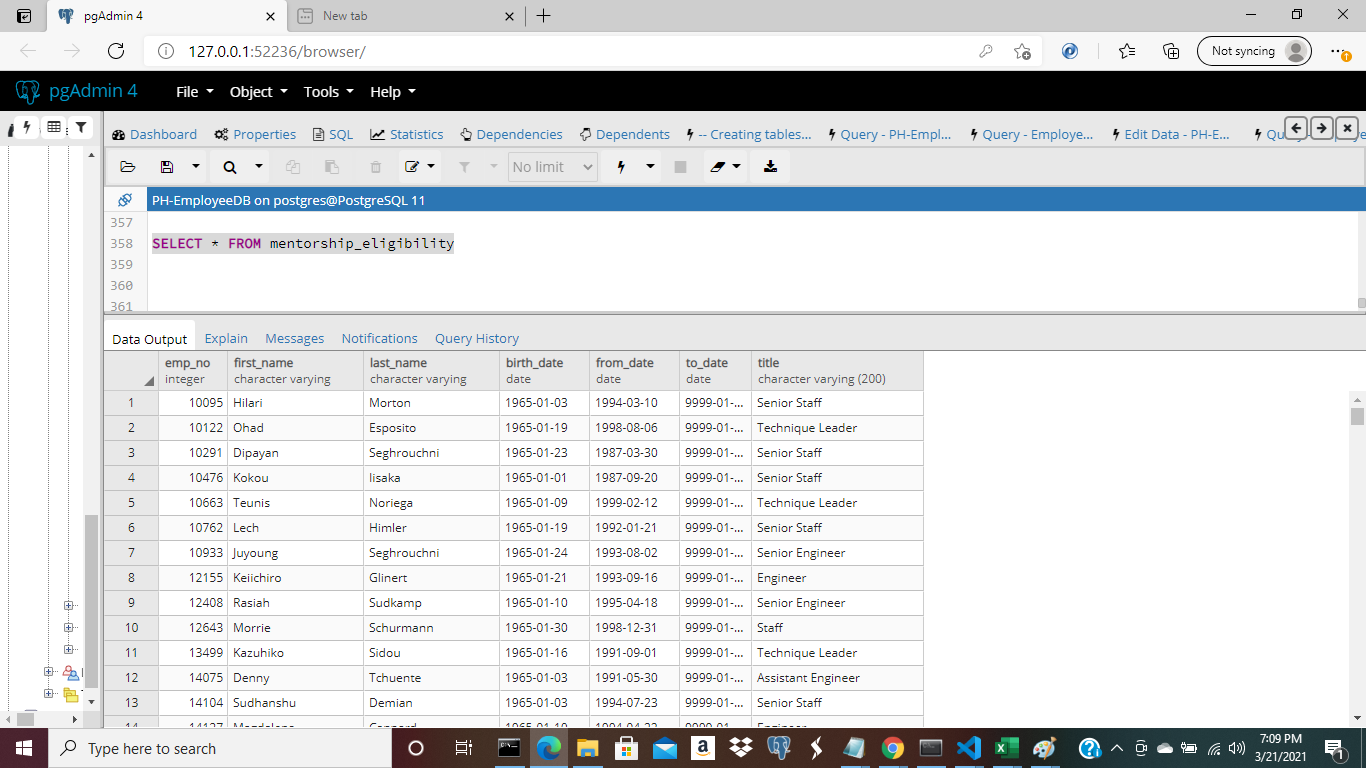 pgAdmin 4
New tab
127.0.0.1:52236/browser/
Not syncing
pgAdmin 4 File Object Tools Help
Dashboard Properties SQL Statistics Dependencies Dependents -- Creating tables... Query - PH-Empl... Query - Employe... Edit Data - PH-E...
No limit
PH-EmployeeDB on postgres@PostgreSQL 11
357
358 SELECT * FROM mentorship_eligibility
359
360
361
Data Output Explain Messages Notifications Query History
emp_no first_name last_name birth_date from_date to_date title
integer character varying character varying date date date character varying (200)
1 10095 Hilari Morton 1965-01-03 1994-03-10 9999-01-... Senior Staff
2 10122 Ohad Esposito 1965-01-19 1998-08-06 9999-01-... Technique Leader
3 10291 Dipayan Seghrouchni 1965-01-23 1987-03-30 9999-01-... Senior Staff
4 10476 Kokou Iisaka 1965-01-01 1987-09-20 9999-01-... Senior Staff
5 10663 Teunis Noriega 1965-01-09 1999-02-12 9999-01-... Technique Leader
6 10762 Lech Himler 1965-01-19 1992-01-21 9999-01-... Senior Staff
7 10933 Juyoung Seghrouchni 1965-01-24 1993-08-02 9999-01-... Senior Engineer
8 12155 Keiichiro Glinert 1965-01-21 1993-09-16 9999-01-... Engineer
9 12408 Rasiah Sudkamp 1965-01-10 1995-04-18 9999-01-... Senior Engineer
10 12643 Morrie Schurmann 1965-01-30 1998-12-31 9999-01-... Staff
11 13499 Kazuhiko Sidou 1965-01-16 1991-09-01 9999-01-... Technique Leader
12 14075 Denny Tchuente 1965-01-03 1991-05-30 9999-01-... Assistant Engineer
13 14104 Sudhanshu Demian 1965-01-03 1994-07-23 9999-01-... Senior Staff
Type here to search
7:09 PM
3/21/2021
1